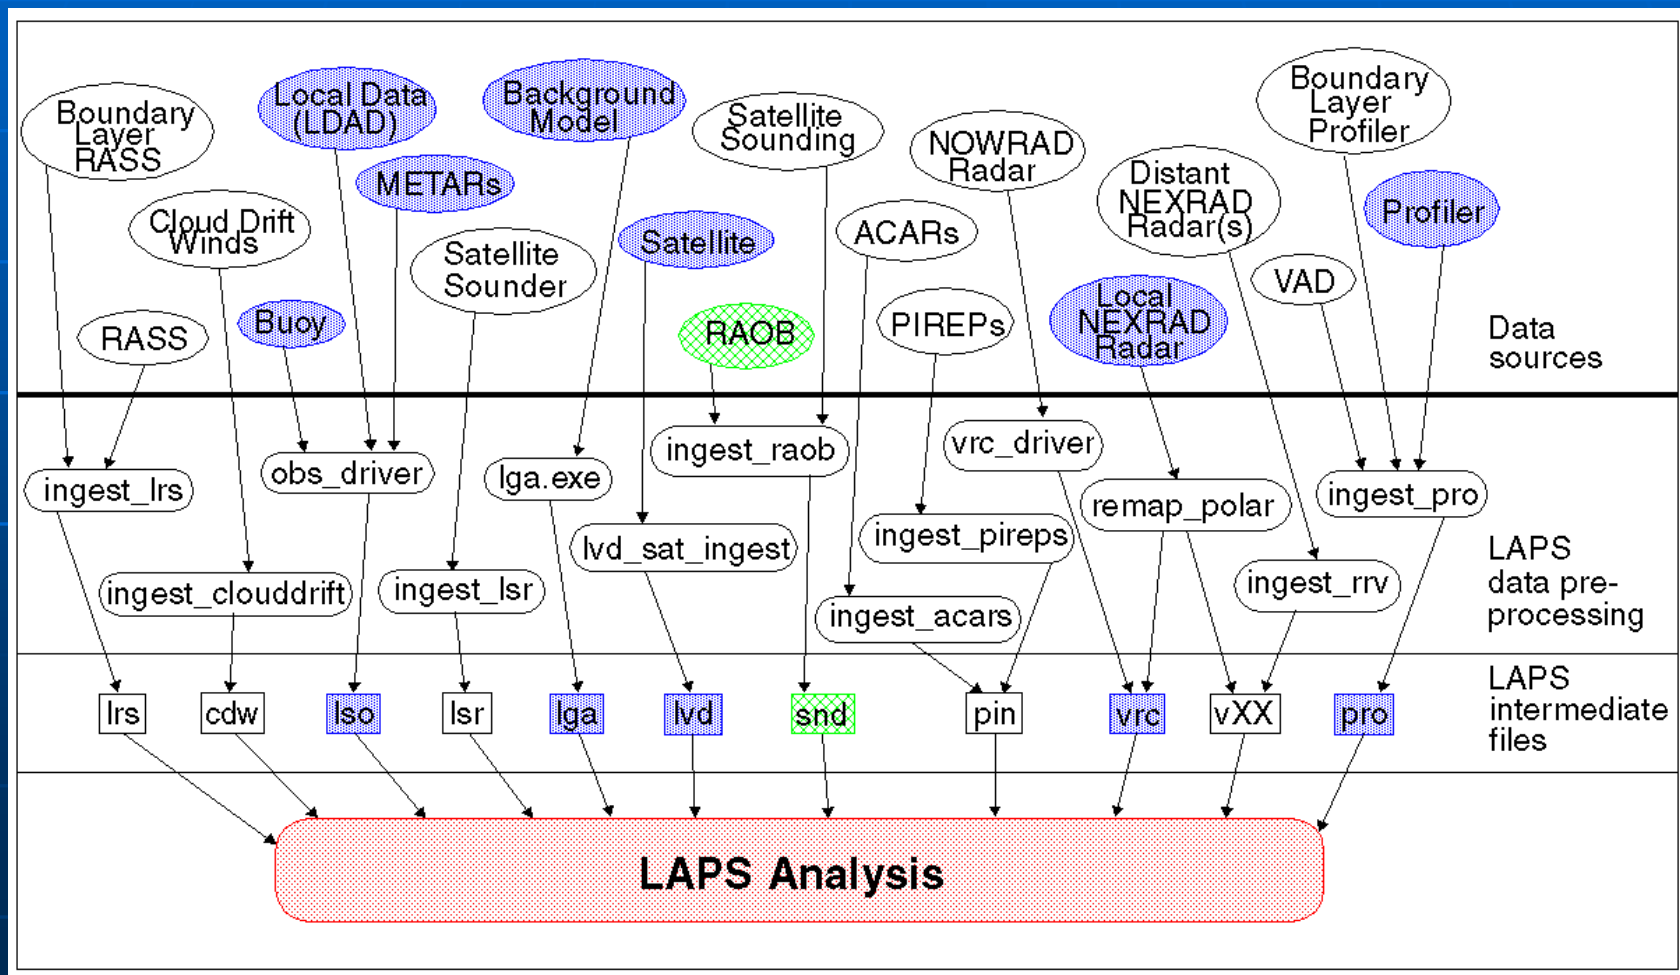 Boundary
Layer
RASS
Local Data
(LDAD)
Background
Model
Satellite
Sounding
NOWRAD
Radar
Boundary
Layer
Profiler
METARs
Distant
NEXRAD
Radar(s)
Profiler
Cloud Drift
Winds
Satellite
Sounder
Satellite
ACARs
VAD
RASS
Buoy
RAOB
PIREPs
Local
NEXRAD
Radar
Data
sources
ingest_lrs
obs_driver
lga.exe
ingest_raob
vrc_driver
remap_polar
ingest_pro
ingest_clouddrift
ingest_lsr
lvd_sat_ingest
ingest_pireps
ingest_acars
ingest_rrv
LAPS
data pre-
processing
lrs
cdw
lso
lsr
lga
lvd
snd
pin
vrc
vXX
pro
LAPS
intermediate
files
LAPS Analysis